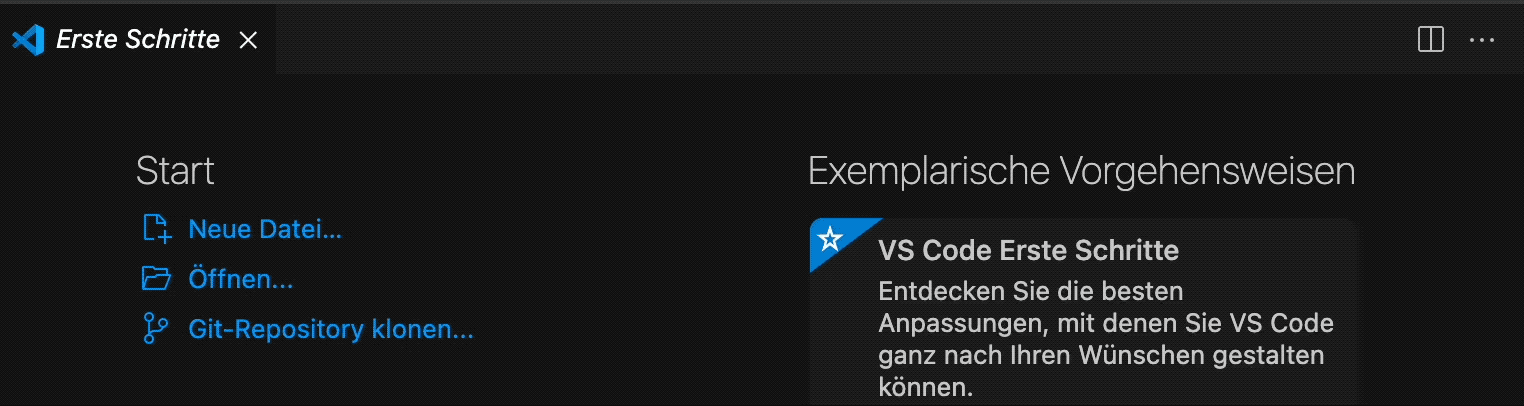 Erste Schritte
Start
Neue Datei...
Öffnen...
Git-Repository klonen...
Exemplarische Vorgehensweisen
VS Code Erste Schritte
Entdecken Sie die besten
Anpassungen, mit denen Sie VS Code
ganz nach Ihren Wünschen gestalten
können.